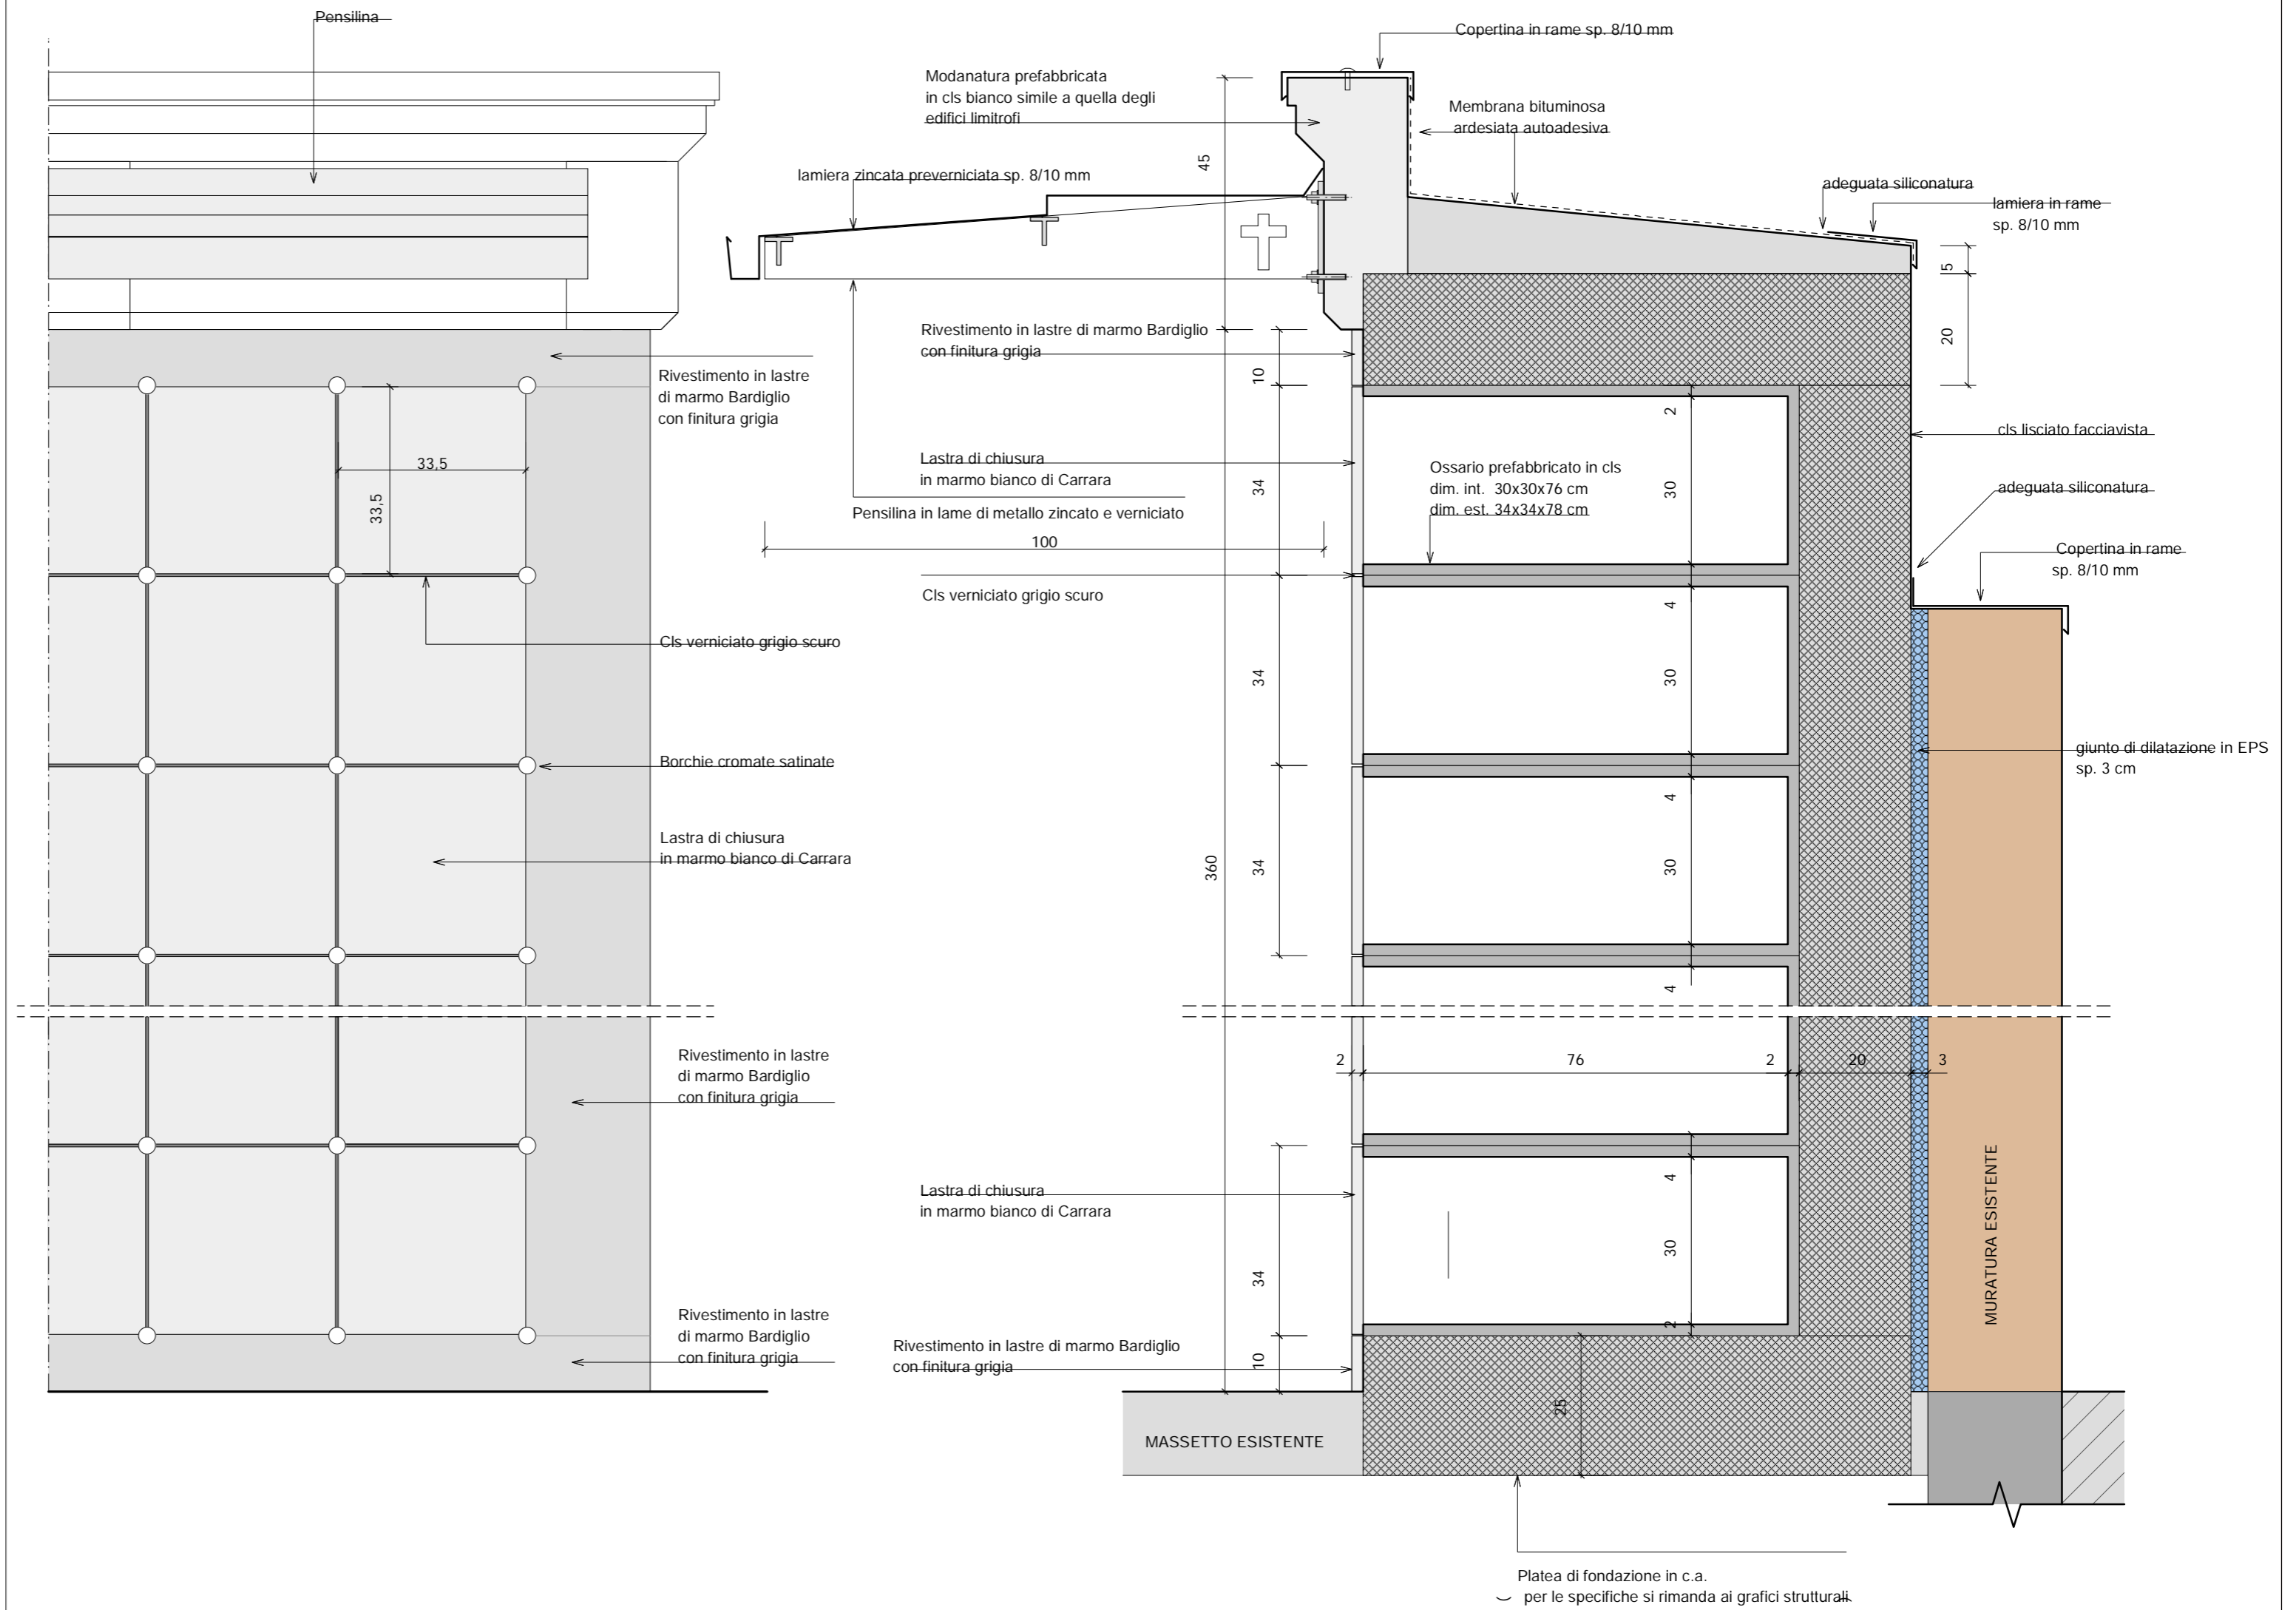 Pensilina
Copertina in rame sp. 8/10 mm
Modanatura prefabbricata
in cls bianco simile a quella degli
edifici limitrofi
Membrana bituminosa
ardesiata autoadesiva
45
lamiera zincata preverniciata sp. 8/10 mm
adeguata siliconatura
lamiera in rame
sp. 8/10 mm
5
20
Rivestimento in lastre di marmo Bardiglio
con finitura grigia
10
Rivestimento in lastre
di marmo Bardiglio
con finitura grigia
2
cls lisciato facciavista
33,5
33,5
Lastra di chiusura
in marmo bianco di Carrara
34
Ossario prefabbricato in cls
dim. int. 30x30x76 cm
dim. est. 34x34x78 cm
30
adeguata siliconatura
Pensilina in lame di metallo zincato e verniciato
100
Copertina in rame
sp. 8/10 mm
Cls verniciato grigio scuro
4
Cls verniciato grigio scuro
34
30
Borchie cromate satinate
giunto di dilatazione in EPS
sp. 3 cm
4
Lastra di chiusura
in marmo bianco di Carrara
360
34
30
4
Rivestimento in lastre
di marmo Bardiglio
con finitura grigia
2
76
2
20
3
Lastra di chiusura
in marmo bianco di Carrara
4
MURATURA ESISTENTE
34
30
Rivestimento in lastre
di marmo Bardiglio
con finitura grigia
2
Rivestimento in lastre di marmo Bardiglio
con finitura grigia
10
25
MASSETTO ESISTENTE
Platea di fondazione in c.a.
per le specifiche si rimanda ai grafici strutturali